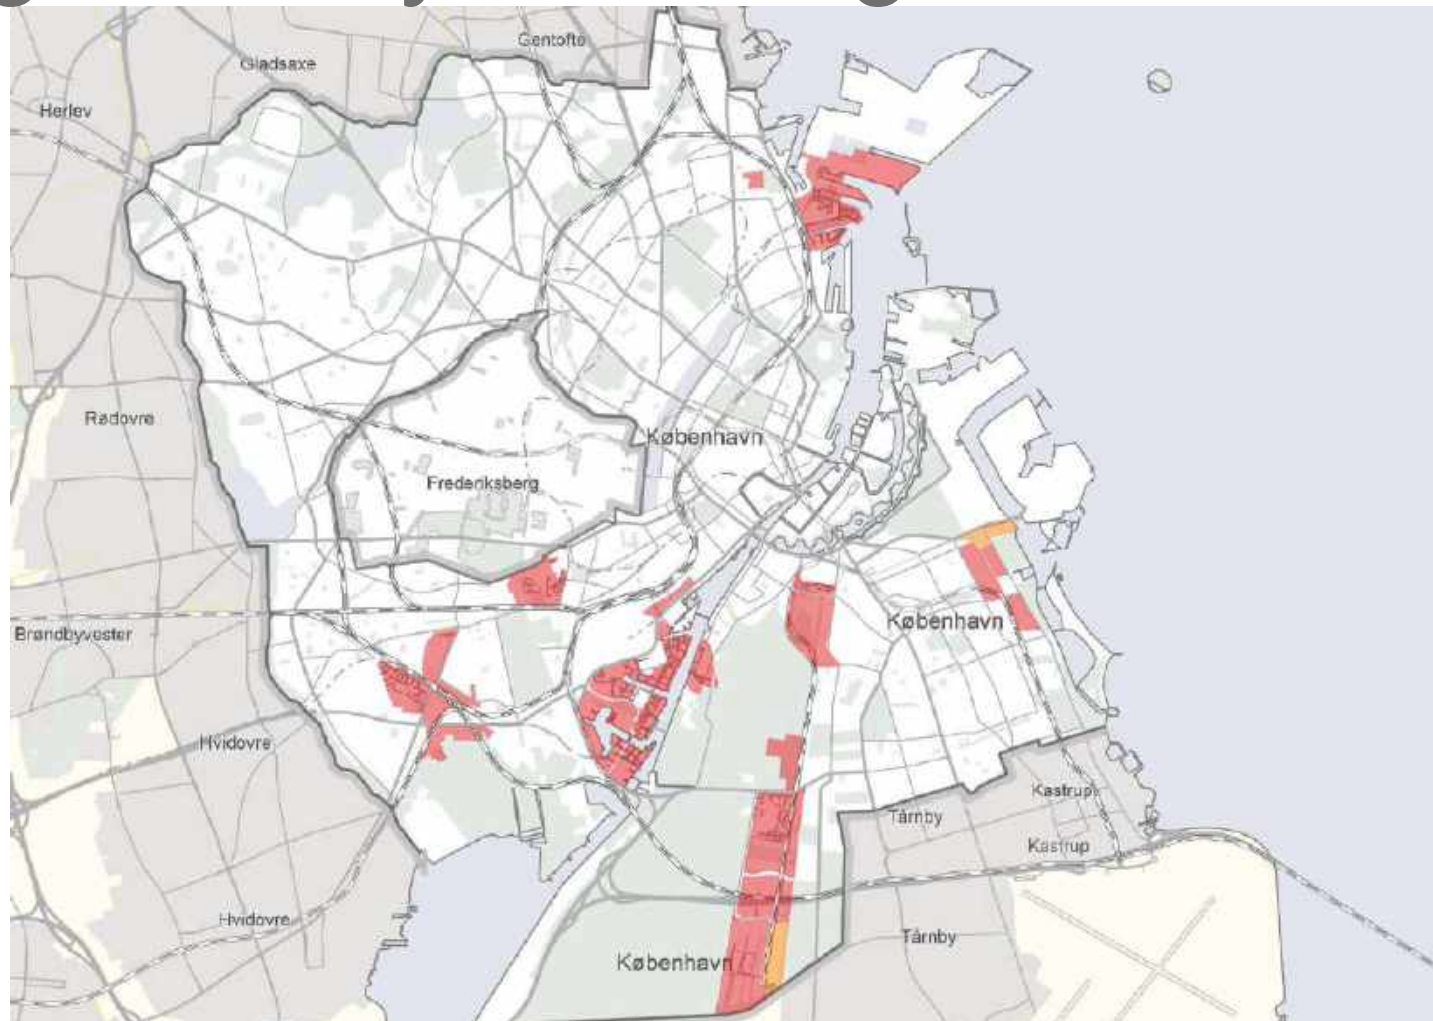 Gentofte
Gladsaxe
Herlev
Rødovre
København
Frederiksberg
København
Brøndbyvester
Hvidovre
Kastrup
Tårnby
Kastrup
Hvidovre
Tårnby
København